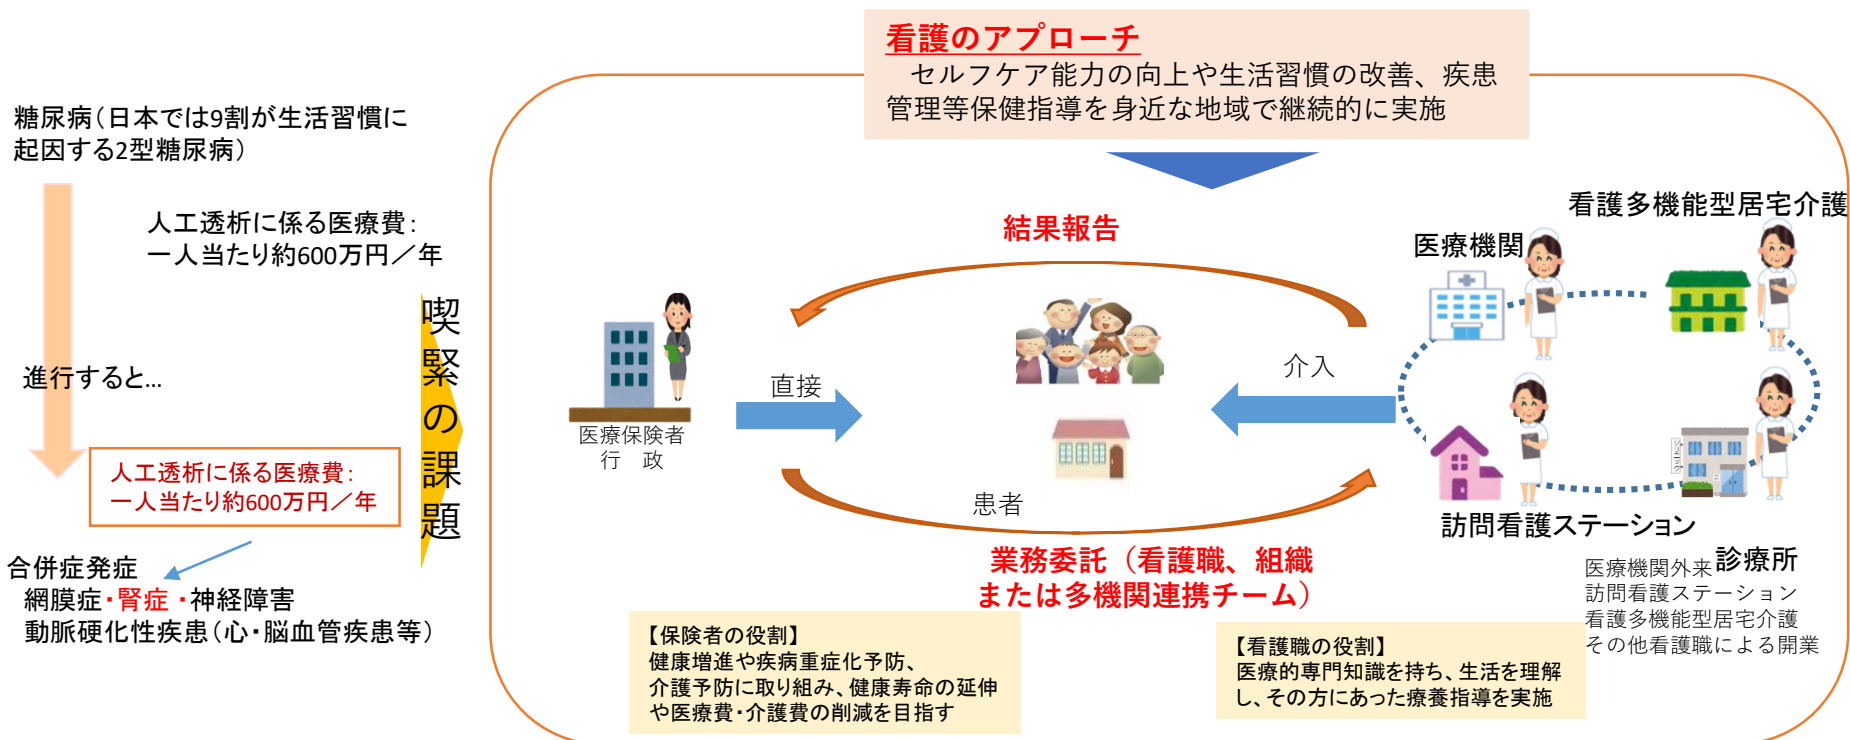 看護のアプローチ
セルフケア能力の向上や生活習慣の改善、疾患
管理等保健指導を身近な地域で継続的に実施
糖尿病（日本では9割が生活習慣に
起因する2型糖尿病）
人工透析に係る医療費：
一人当たり約600万円／年
進行すると…
人工透析に係る医療費：
一人当たり約600万円／年
合併症発症
網膜症・腎症・神経障害
動脈硬化性疾患（心・脳血管疾患等）
喫緊の課題
結果報告
医療保険者
行　政
直接
患者
介入
業務委託（看護職、組織
または多機関連携チーム）
看護多機能型居宅介護
医療機関
訪問看護ステーション
診療所
医療機関外来
訪問看護ステーション
看護多機能型居宅介護
その他看護職による開業
【保険者の役割】
健康増進や疾病重症化予防、
介護予防に取り組み、健康寿命の延伸
や医療費・介護費の削減を目指す
【看護職の役割】
医療的専門知識を持ち、生活を理解
し、その方にあった療養指導を実施